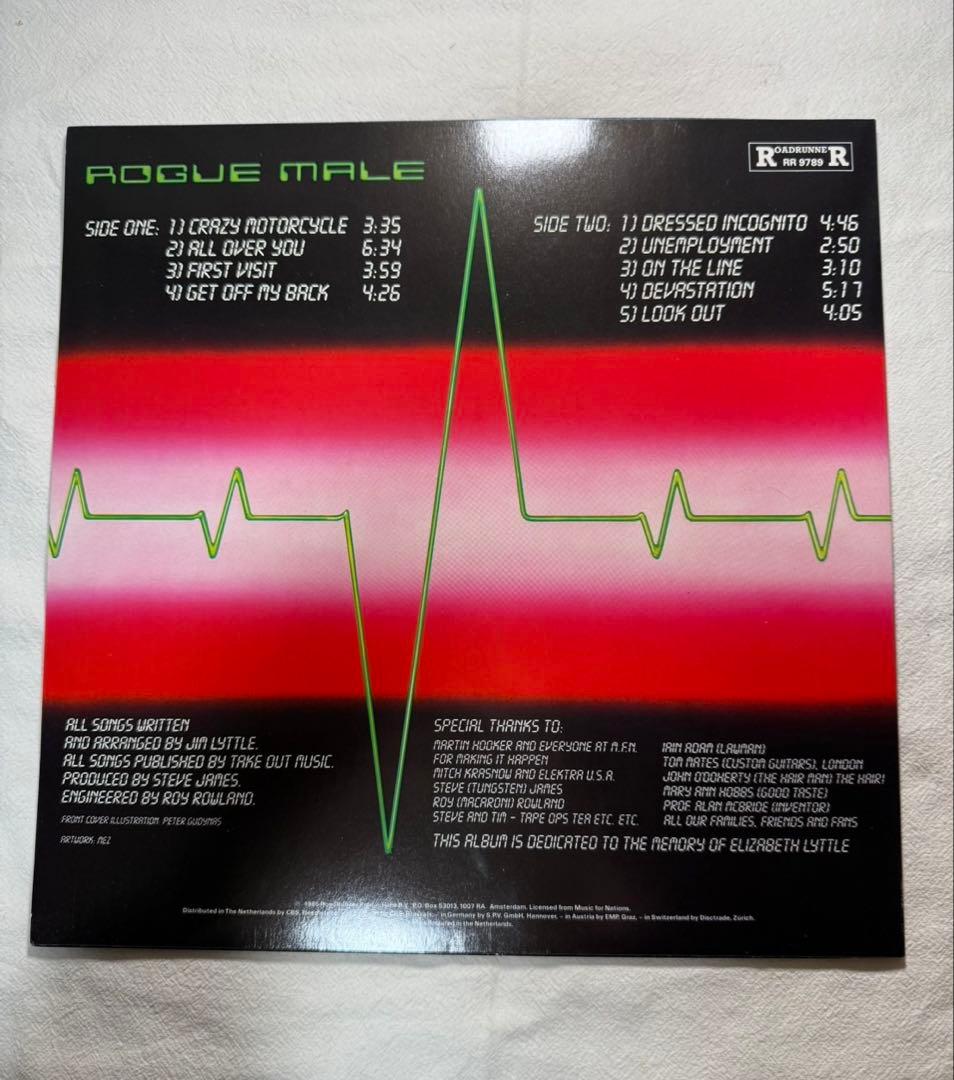 ROGUE MALE
ROADRUNNER
RR 9789
SIDE ONE: 1) CRAZY MOTORCYCLE 3:35
2) ALL OVER YOU 6:34
3) FIRST VISIT 3:59
4) GET OFF MY BACK 4:26
SIDE TWO: 1) DRESSED INCOGNITO 4:46
2) UNEMPLOYMENT 2:50
3) ON THE LINE 3:10
4) DEVASTATION 5:17
5) LOOK OUT 4:05
ALL SONGS WRITTEN
AND ARRANGED BY JIM LYTTLE.
ALL SONGS PUBLISHED BY TAKE OUT MUSIC.
PRODUCED BY STEVE JAMES.
ENGINEERED BY ROY ROWLAND.
FRONT COVER ILLUSTRATION: PETER GUDYNAS
ARTWORK: MEZ
SPECIAL THANKS TO:
MARTIN HOOKER AND EVERYONE AT M.F.N.
FOR MAKING IT HAPPEN
MITCH KRASNOW AND ELEKTRA U.S.A.
STEVE (TUNGSTEN) JAMES
ROY (MACARONI) ROWLAND
STEVE AND TIM - TAPE OPS TEA ETC. ETC.
IAIN ADAM (LAWMAN)
TOM MATES (CUSTOM GUITARS), LONDON
JOHN O'DOHERTY (THE HAIR MAN) THE HAIR!
MARY ANN HOBBS (GOOD TASTE)
PROF ALAN MCBRIDE (INVENTOR)
ALL OUR FAMILIES, FRIENDS AND FANS
THIS ALBUM IS DEDICATED TO THE MEMORY OF ELIZABETH LYTTLE
℗ 1985 P.O. Box 53013, 1007 RA. Amsterdam. Licensed from Music for Nations.
Distributed in The Netherlands by CBS, - in Germany by S.P.V. GmbH, Hannover, - in Austria by EMP, Graz, - in Switzerland by Disctrade, Zürich.
in the Netherlands.